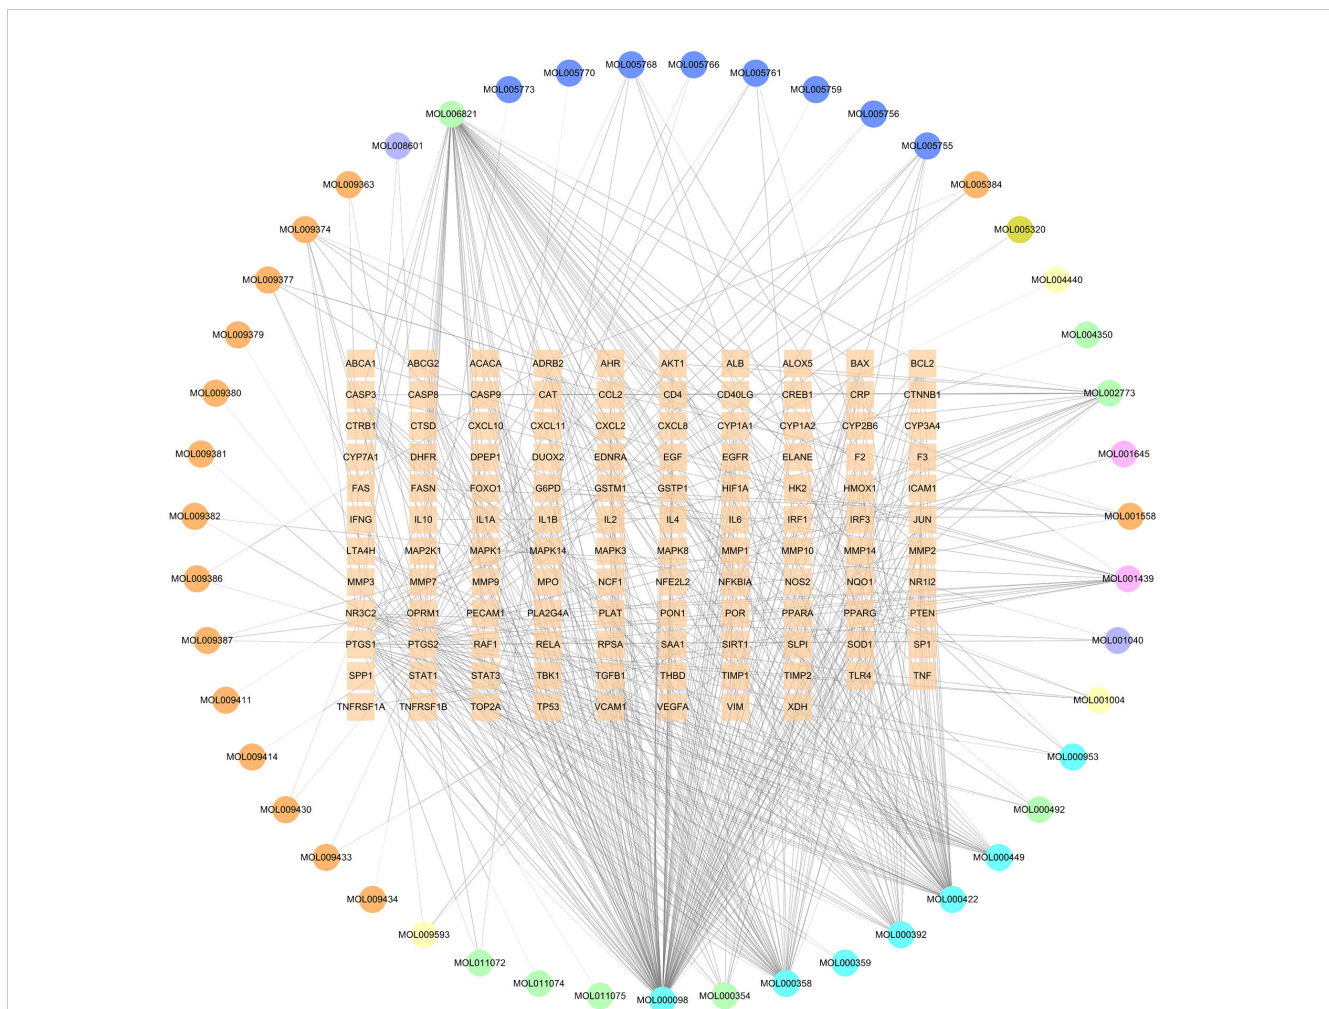 MOL005768
MOL005766
MOL005770
MOL005761
MOL005773
MOL005759
MOL006821
MOL005756
MOL008601
MOL005755
MOL009363
MOL005384
MOL009374
MOL005320
MOL009377
MOL004440
MOL009379
MOL004350
ABCA1 ABCG2 ACACA ADRB2 AHR AKT1 ALB ALOX5 BAX BCL2
MOL009380
MOL002773
CASP3 CASP8 CASP9 CAT CCL2 CD4 CD40LG CREB1 CRP CTNNB1
CTRB1 CTSD CXCL10 CXCL11 CXCL2 CXCL8 CYP1A1 CYP1A2 CYP2B6 CYP3A4
MOL009381
MOL001645
CYP7A1 DHFR DPEP1 DUOX2 EDNRA EGF EGFR ELANE F2 F3
FAS FASN FOXO1 G6PD GSTM1 GSTP1 HIF1A HK2 HMOX1 ICAM1
MOL009382
MOL001558
IFNG IL10 IL1A IL1B IL2 IL4 IL6 IRF1 IRF3 JUN
LTA4H MAP2K1 MAPK1 MAPK14 MAPK3 MAPK8 MMP1 MMP10 MMP14 MMP2
MOL009386
MOL001439
MMP3 MMP7 MMP9 MPO NCF1 NFE2L2 NFKBIA NOS2 NQO1 NR1I2
NR3C2 OPRM1 PECAM1 PLA2G4A PLAT PON1 POR PPARA PPARG PTEN
MOL009387
MOL001040
PTGS1 PTGS2 RAF1 RELA RPSA SAA1 SIRT1 SLPI SOD1 SP1
SPP1 STAT1 STAT3 TBK1 TGFB1 THBD TIMP1 TIMP2 TLR4 TNF
MOL009411
MOL001004
TNFRSF1A TNFRSF1B TOP2A TP53 VCAM1 VEGFA VIM XDH
MOL009414
MOL000953
MOL009430
MOL000492
MOL009433
MOL000449
MOL009434
MOL000422
MOL009593
MOL000392
MOL011072
MOL000359
MOL011074
MOL000358
MOL011075
MOL000098
MOL000354